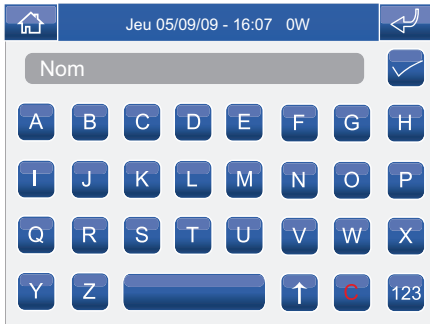 Jeu 05/09/09 - 16:07 0W
Nom
A B C D E F G H
I J K L M N O P
Q R S T U V W X
Y Z C 123